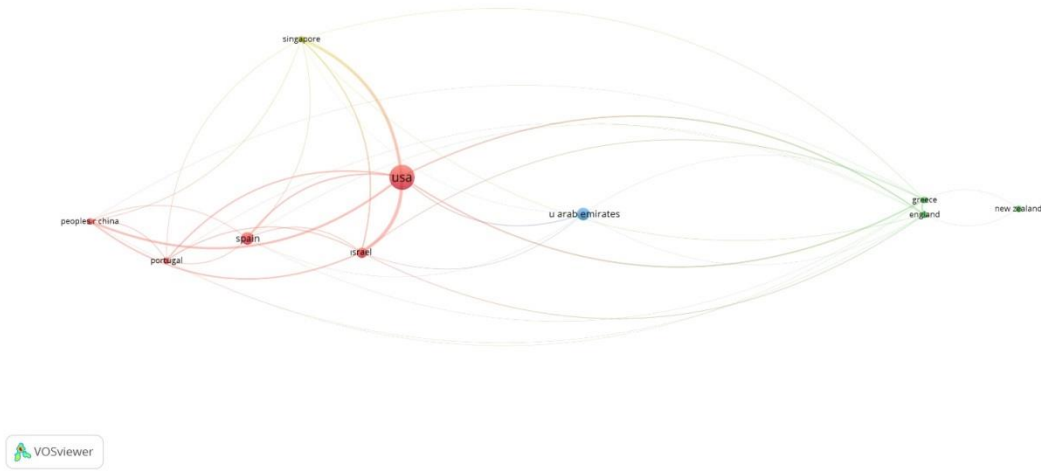 singapore
usa
greece
new zealand
u arab emirates
england
peoples r china
spain
israel
portugal
VOSviewer